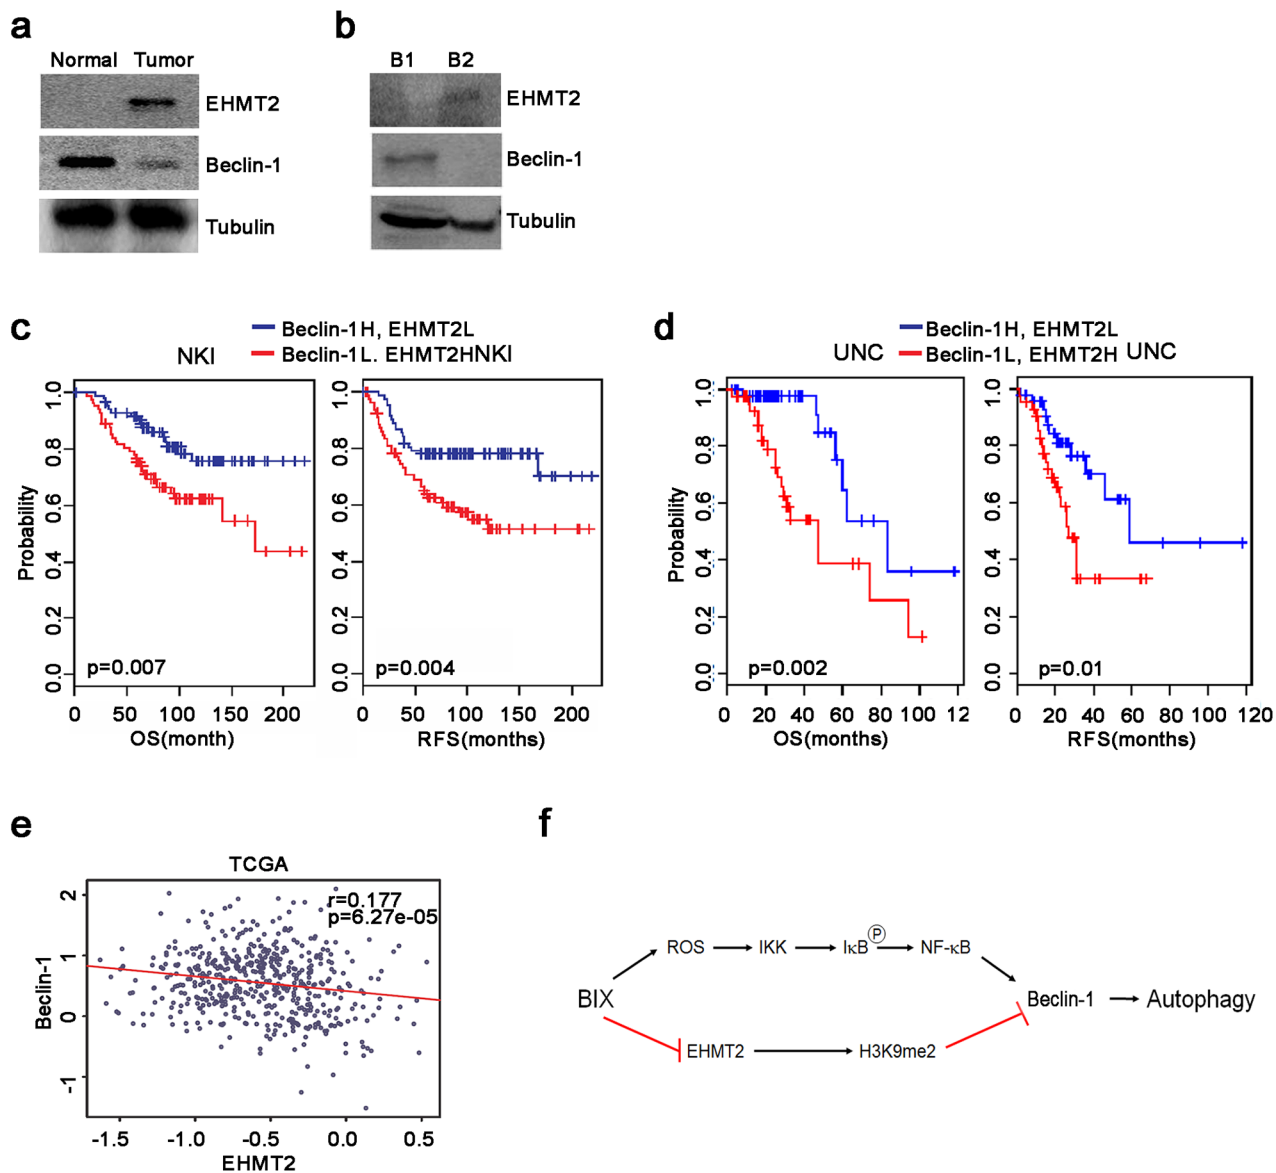 a
Normal Tumor
EHMT2
Beclin-1
Tubulin
b
B1 B2
EHMT2
Beclin-1
Tubulin
c
Beclin-1H, EHMT2L
Beclin-1L. EHMT2H
NKI
NKI
Probability
0.0 0.2 0.4 0.6 0.8 1.0
p=0.007
0 50 100 150 200
OS(month)
0.0 0.2 0.4 0.6 0.8 1.0
p=0.004
0 50 100 150 200
RFS(months)
d
Beclin-1H, EHMT2L
Beclin-1L, EHMT2H
UNC
UNC
Probability
0.0 0.2 0.4 0.6 0.8 1.0
p=0.002
0 20 40 60 80 100 12
OS(months)
0.0 0.2 0.4 0.6 0.8 1.0
p=0.01
0 20 40 60 80 100 120
RFS(months)
e
TCGA
r=0.177
p=6.27e-05
Beclin-1
-1 0 1 2
-1.5 -1.0 -0.5 0.0 0.5
EHMT2
f
ROS IKK IκB P NF-κB
BIX
Beclin-1 Autophagy
EHMT2 H3K9me2